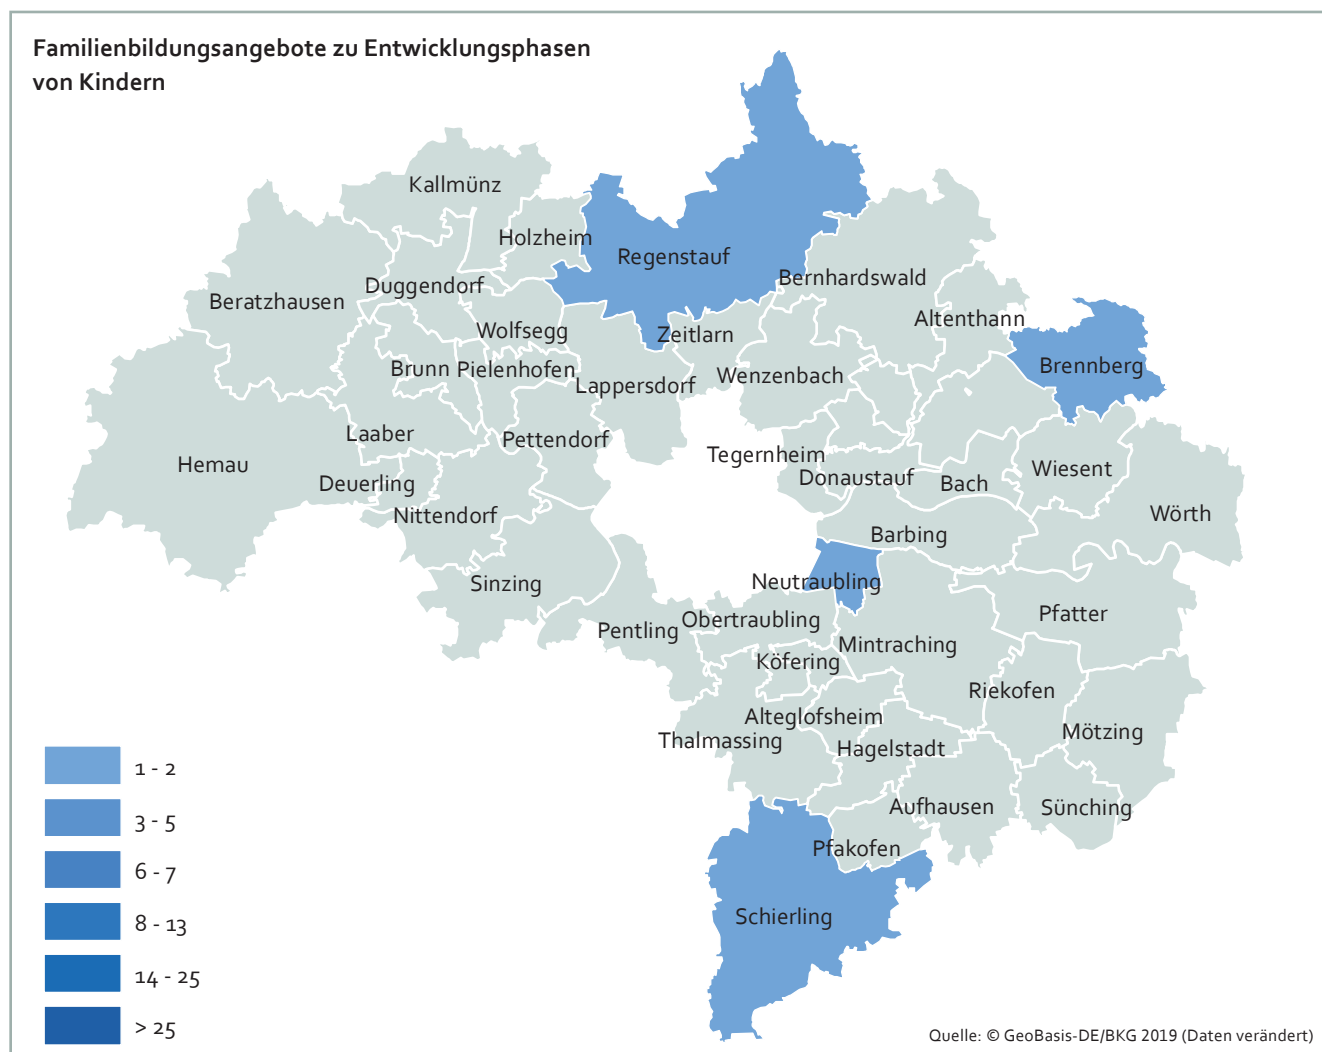 Familienbildungsangebote zu Entwicklungsphasen
von Kindern
Kallmünz
Holzheim
Regenstauf
Bernhardswald
Duggendorf
Beratzhausen
Altenthann
Wolfsegg
Zeitlarn
Brunn
Pielenhofen
Lappersdorf
Wenzenbach
Brennberg
Laaber
Pettendorf
Tegernheim
Hemau
Deuerling
Donaustauf
Bach
Wiesent
Nittendorf
Wörth
Barbing
Sinzing
Neutraubling
Pentling
Obertraubling
Pfatter
Mintraching
Köfering
Riekofen
Alteglofsheim
Thalmassing
Hagelstadt
Mötzing
Aufhausen
Sünching
Pfakofen
Schierling
1 - 2
3 - 5
6 - 7
8 - 13
14 - 25
> 25
Quelle: © GeoBasis-DE/BKG 2019 (Daten verändert)